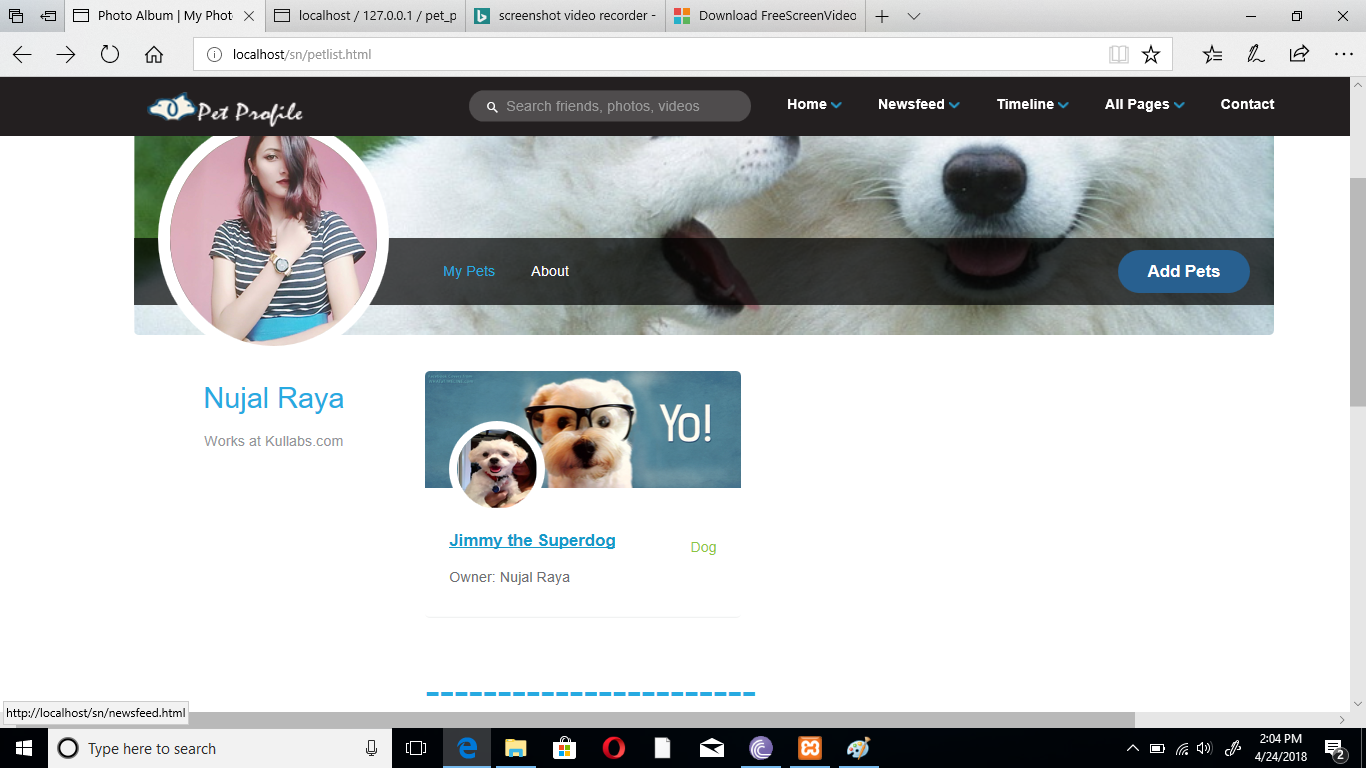 Photo Album | My Phot
localhost / 127.0.0.1 / pet_p
screenshot video recorder -
Download FreeScreenVideo
localhost/sn/petlist.html
Pet Profile
Search friends, photos, videos
Home
Newsfeed
Timeline
All Pages
Contact
My Pets
About
Add Pets
Nujal Raya
Works at Kullabs.com
Yo!
Jimmy the Superdog
Dog
Owner: Nujal Raya
http://localhost/sn/newsfeed.html
Type here to search
2:04 PM
4/24/2018
2